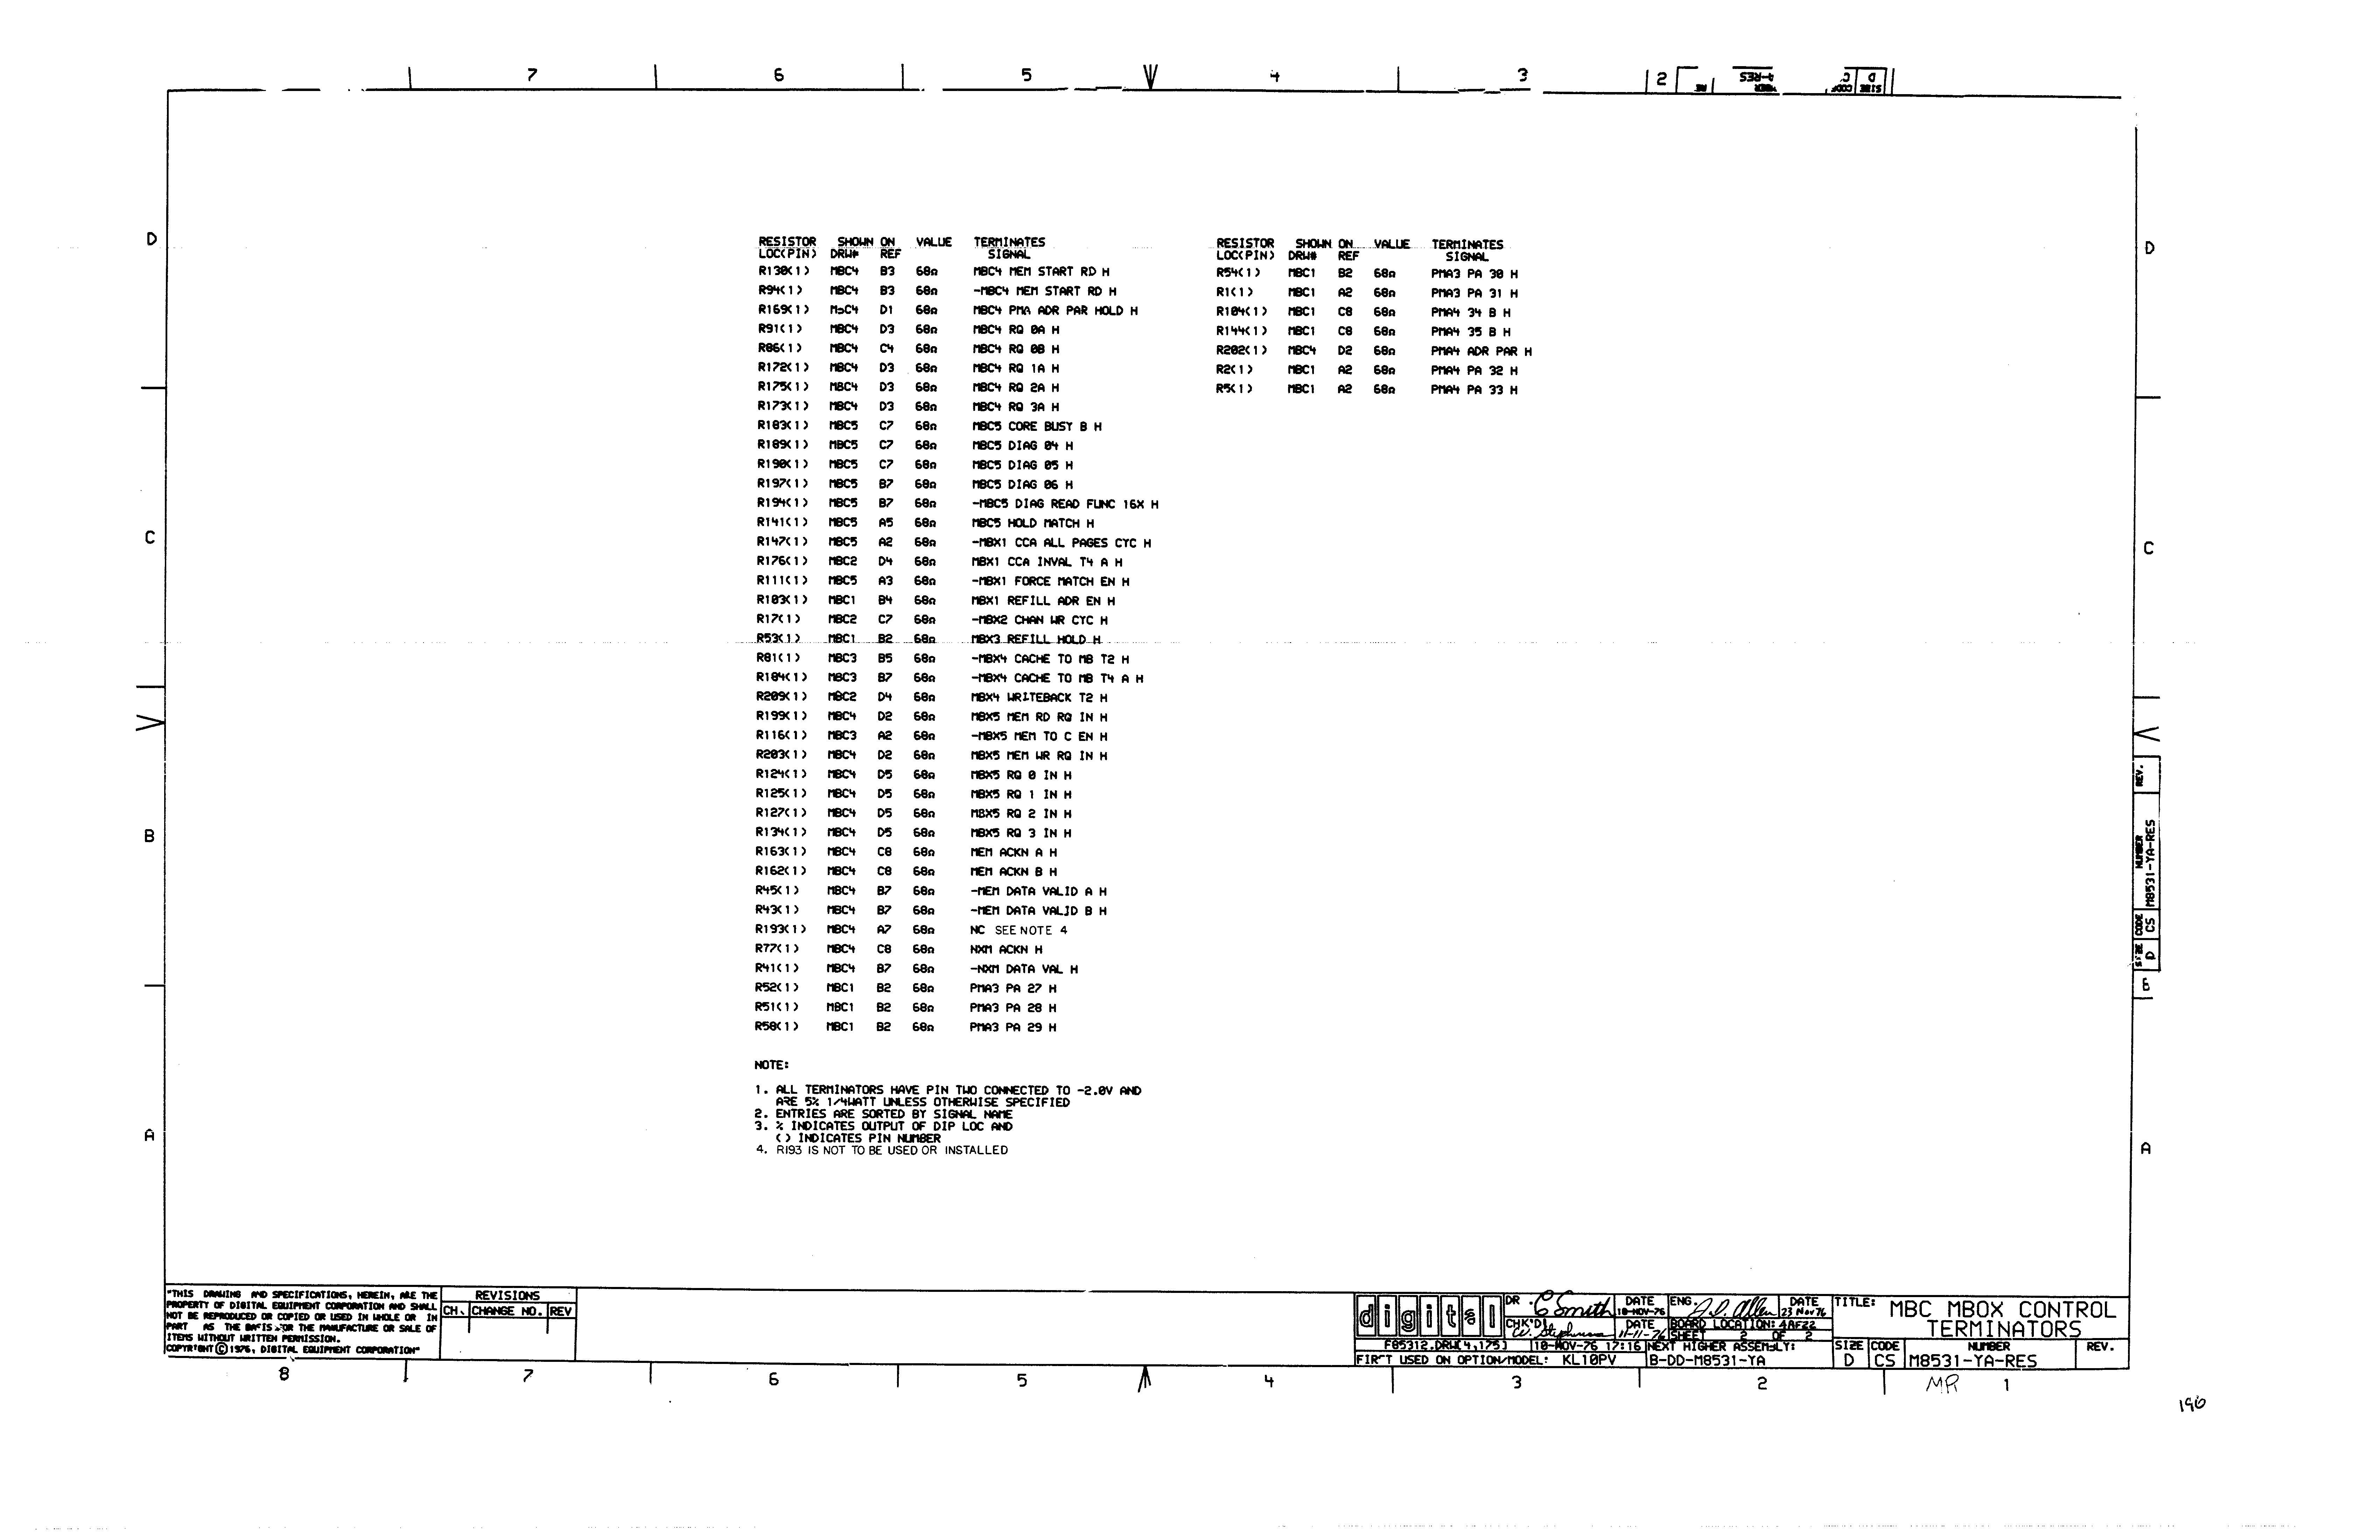 7 6 5 4 3 2
4-RES
SIZE
D
D
RESISTOR SHOWN ON VALUE TERMINATES
LOC(PIN) DRW# REF SIGNAL
R130(1) MBC4 B3 68Ω MBC4 MEM START RD H
R94(1) MBC4 B3 68Ω -MBC4 MEM START RD H
R169(1) MBC4 D1 68Ω MBC4 PMA ADR PAR HOLD H
R91(1) MBC4 D3 68Ω MBC4 RQ 0A H
R86(1) MBC4 C4 68Ω MBC4 RQ 0B H
R172(1) MBC4 D3 68Ω MBC4 RQ 1A H
R175(1) MBC4 D3 68Ω MBC4 RQ 2A H
R173(1) MBC4 D3 68Ω MBC4 RQ 3A H
R183(1) MBC5 C7 68Ω MBC5 CORE BUSY B H
R189(1) MBC5 C7 68Ω MBC5 DIAG 04 H
R190(1) MBC5 C7 68Ω MBC5 DIAG 05 H
R197(1) MBC5 B7 68Ω MBC5 DIAG 06 H
R194(1) MBC5 B7 68Ω -MBC5 DIAG READ FUNC 16X H
R141(1) MBC5 A5 68Ω MBC5 HOLD MATCH H
R147(1) MBC5 A2 68Ω -MBX1 CCA ALL PAGES CYC H
R176(1) MBC2 D4 68Ω MBX1 CCA INVAL T4 A H
R111(1) MBC5 A3 68Ω -MBX1 FORCE MATCH EN H
R103(1) MBC1 B4 68Ω MBX1 REFILL ADR EN H
R17(1) MBC2 C7 68Ω -MBX2 CHAN WR CYC H
R53(1) MBC1 B2 68Ω MBX3 REFILL HOLD H
R81(1) MBC3 B5 68Ω -MBX4 CACHE TO MB T2 H
R184(1) MBC3 B7 68Ω -MBX4 CACHE TO MB T4 A H
R209(1) MBC2 D4 68Ω MBX4 WRITEBACK T2 H
R199(1) MBC4 D2 68Ω MBX5 MEM RD RQ IN H
R116(1) MBC3 A2 68Ω -MBX5 MEM TO C EN H
R203(1) MBC4 D2 68Ω MBX5 MEM WR RQ IN H
R124(1) MBC4 D5 68Ω MBX5 RQ 0 IN H
R125(1) MBC4 D5 68Ω MBX5 RQ 1 IN H
R127(1) MBC4 D5 68Ω MBX5 RQ 2 IN H
R134(1) MBC4 D5 68Ω MBX5 RQ 3 IN H
R163(1) MBC4 C8 68Ω MEM ACKN A H
R162(1) MBC4 C8 68Ω MEM ACKN B H
R45(1) MBC4 B7 68Ω -MEM DATA VALID A H
R43(1) MBC4 B7 68Ω -MEM DATA VALID B H
R193(1) MBC4 A7 68Ω NC SEE NOTE 4
R77(1) MBC4 C8 68Ω NXM ACKN H
R41(1) MBC4 B7 68Ω -NXM DATA VAL H
R52(1) MBC1 B2 68Ω PMA3 PA 27 H
R51(1) MBC1 B2 68Ω PMA3 PA 28 H
R50(1) MBC1 B2 68Ω PMA3 PA 29 H
RESISTOR SHOWN ON VALUE TERMINATES
LOC(PIN) DRW# REF SIGNAL
R54(1) MBC1 B2 68Ω PMA3 PA 30 H
R1(1) MBC1 A2 68Ω PMA3 PA 31 H
R104(1) MBC1 C8 68Ω PMA4 34 B H
R144(1) MBC1 C8 68Ω PMA4 35 B H
R202(1) MBC4 D2 68Ω PMA4 ADR PAR H
R2(1) MBC1 A2 68Ω PMA4 PA 32 H
R5(1) MBC1 A2 68Ω PMA4 PA 33 H
NOTE:
1. ALL TERMINATORS HAVE PIN TWO CONNECTED TO -2.0V AND
ARE 5% 1/4WATT UNLESS OTHERWISE SPECIFIED
2. ENTRIES ARE SORTED BY SIGNAL NAME
3. % INDICATES OUTPUT OF DIP LOC AND
() INDICATES PIN NUMBER
4. R193 IS NOT TO BE USED OR INSTALLED
D
C
C
B
A
A
REV.
NUMBER
M8531-YA-RES
SIZE CODE
D CS
"THIS DRAWING AND SPECIFICATIONS, HEREIN, ARE THE
PROPERTY OF DIGITAL EQUIPMENT CORPORATION AND SHALL
NOT BE REPRODUCED OR COPIED OR USED IN WHOLE OR IN
PART AS THE BASIS FOR THE MANUFACTURE OR SALE OF
ITEMS WITHOUT WRITTEN PERMISSION.
COPYRIGHT © 1976, DIGITAL EQUIPMENT CORPORATION"
REVISIONS
CH. CHANGE NO. REV
digital
DR. C Smith DATE 10-NOV-76
ENG. DATE 23 Nov 76
CHK'D DATE 11-11-76
BOARD LOCATION: 4AF22
SHEET 2 OF 2
F85312.DRW[4,175] 10-NOV-76 17:16
NEXT HIGHER ASSEMBLY:
FIRST USED ON OPTION/MODEL: KL10PV
B-DD-M8531-YA
TITLE: MBC MBOX CONTROL
TERMINATORS
SIZE CODE NUMBER REV.
D CS M8531-YA-RES
8 7 6 5 4 3 2 MR 1
196